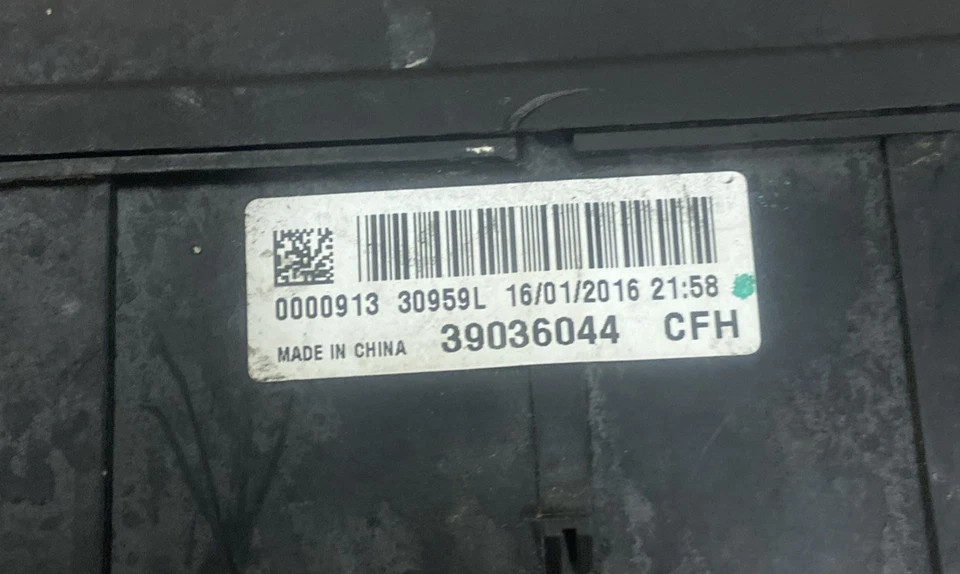 0000913 30959L 16/01/2016 21:58
MADE IN CHINA 39036044 CFH